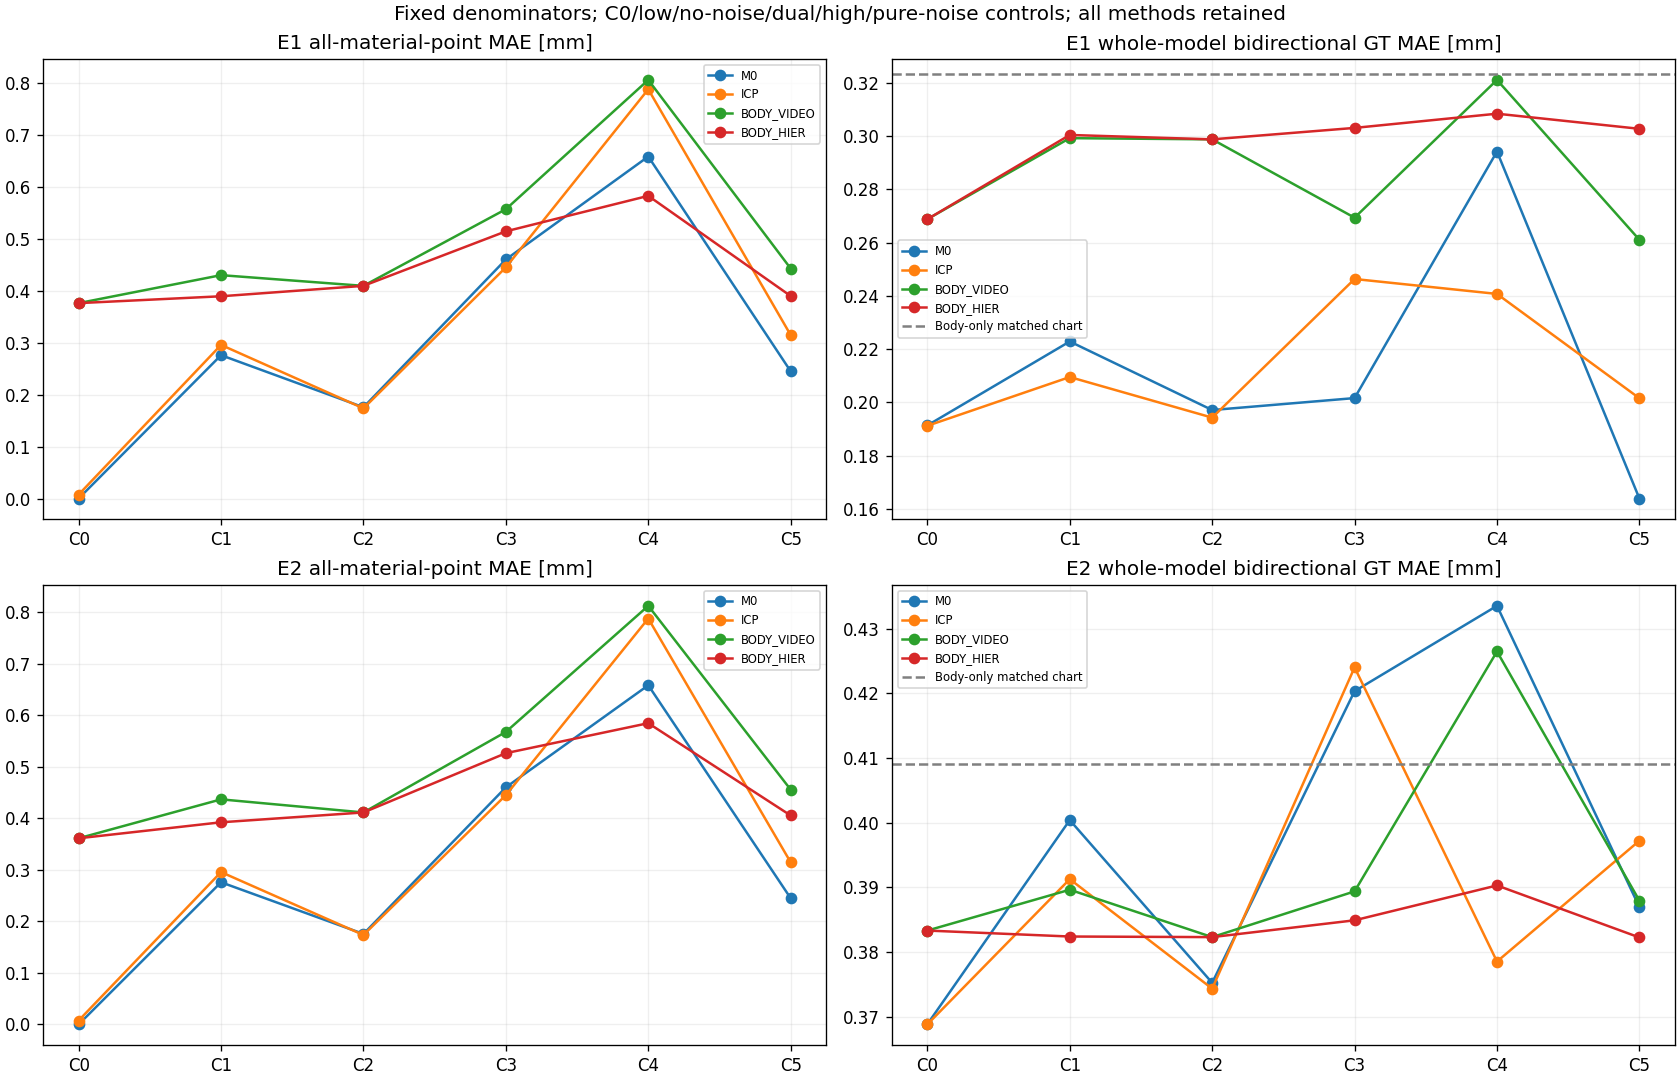 Fixed denominators; C0/low/no-noise/dual/high/pure-noise controls; all methods retained
E1 all-material-point MAE [mm]
0.8
0.7
0.6
0.5
0.4
0.3
0.2
0.1
0.0
C0 C1 C2 C3 C4 C5
M0
ICP
BODY_VIDEO
BODY_HIER
E1 whole-model bidirectional GT MAE [mm]
0.32
0.30
0.28
0.26
0.24
0.22
0.20
0.18
0.16
M0
ICP
BODY_VIDEO
BODY_HIER
Body-only matched chart
C0 C1 C2 C3 C4 C5
E2 all-material-point MAE [mm]
0.8
0.7
0.6
0.5
0.4
0.3
0.2
0.1
0.0
M0
ICP
BODY_VIDEO
BODY_HIER
C0 C1 C2 C3 C4 C5
E2 whole-model bidirectional GT MAE [mm]
0.43
0.42
0.41
0.40
0.39
0.38
0.37
M0
ICP
BODY_VIDEO
BODY_HIER
Body-only matched chart
C0 C1 C2 C3 C4 C5